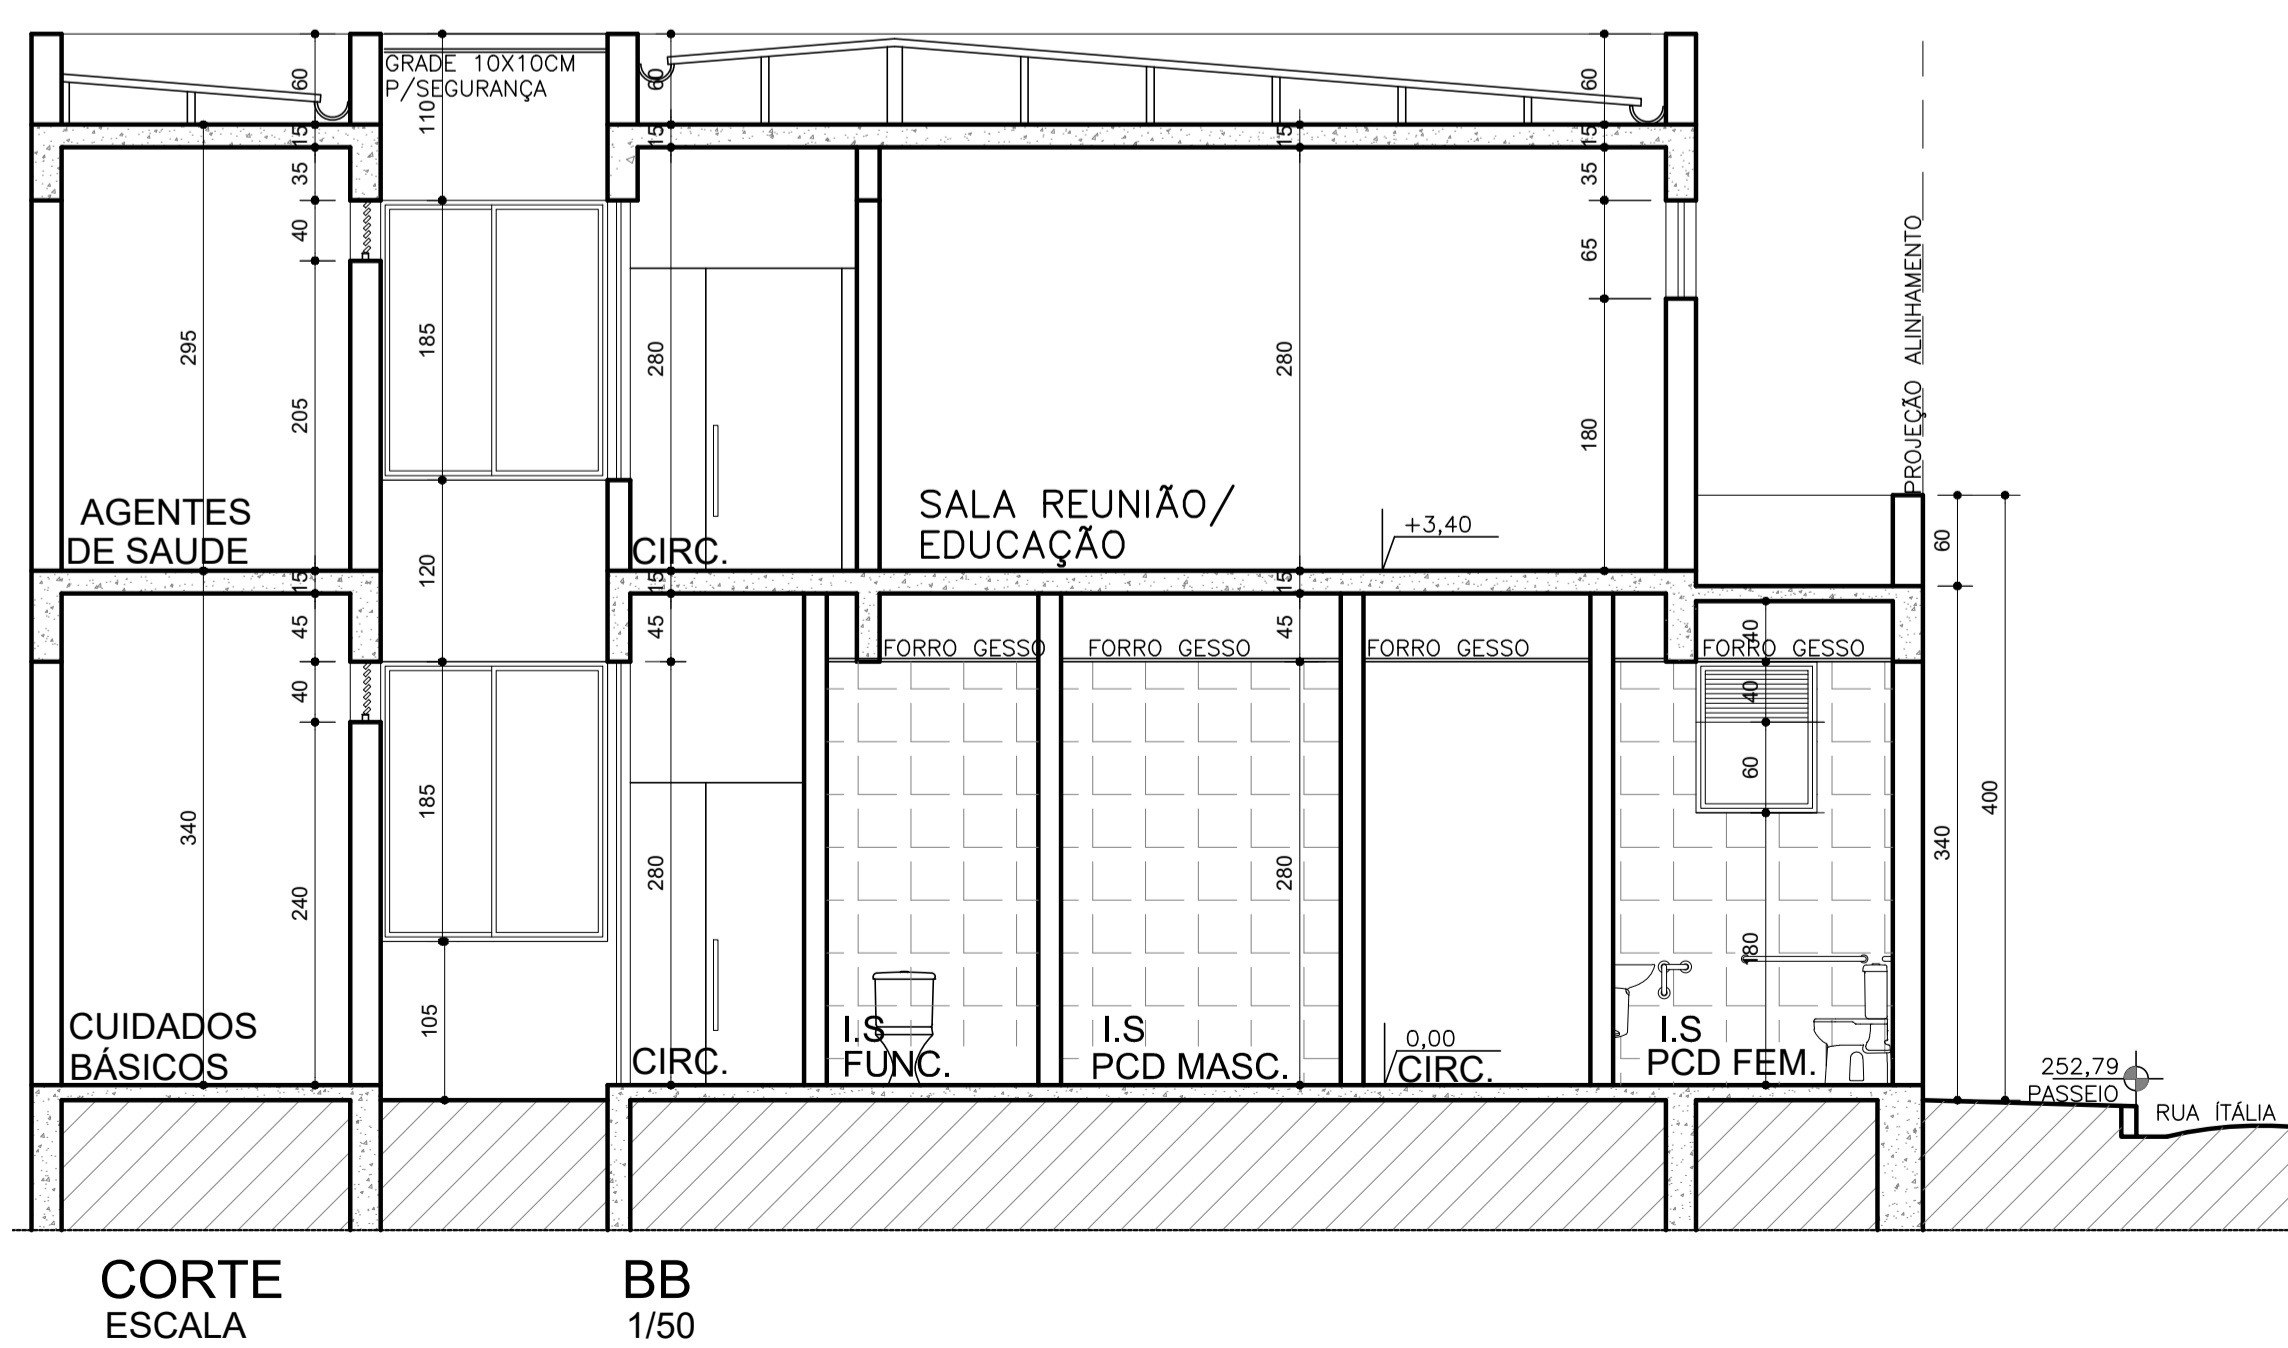 GRADE 10X10CM
P/SEGURANÇA
60
110
60
60
15
15
15
15
35
35
40
65
295
185
280
280
205
180
PROJEÇÃO ALINHAMENTO
AGENTES
DE SAUDE
CIRC.
SALA REUNIÃO/
EDUCAÇÃO
+3,40
120
60
15
15
15
45
45
45
40
FORRO GESSO
FORRO GESSO
FORRO GESSO
FORRO GESSO
40
40
60
340
185
280
280
340
400
240
180
105
CUIDADOS
BÁSICOS
CIRC.
I.S
FUNC.
I.S
PCD MASC.
0,00
CIRC.
I.S
PCD FEM.
252,79
PASSEIO
RUA ÍTÁLIA
CORTE BB
ESCALA 1/50